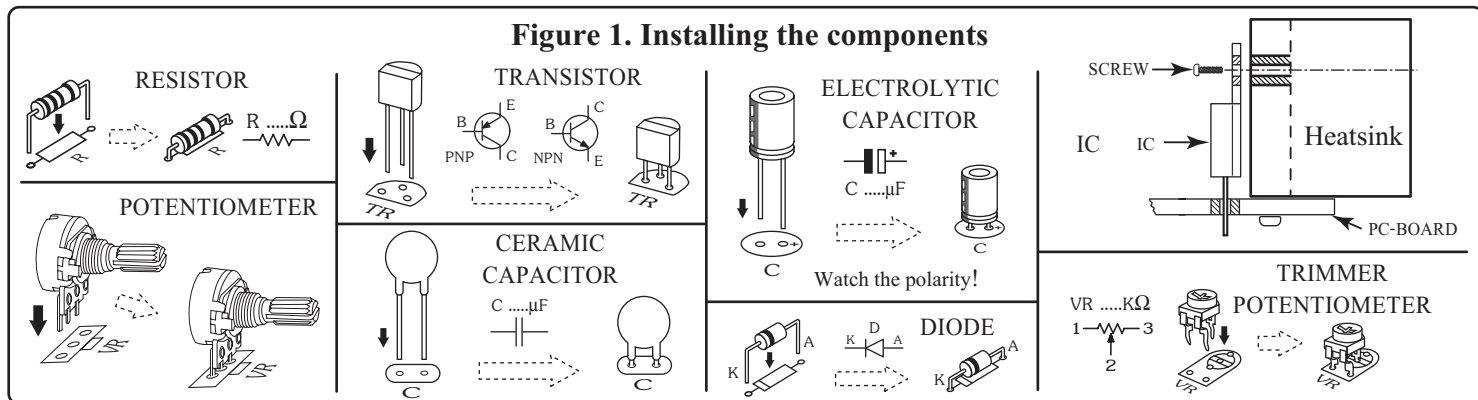 Figure 1. Installing the components
RESISTOR
R
R
R .....Ω
POTENTIOMETER
VR
VR
TRANSISTOR
E
B
C
PNP
C
B
E
NPN
TR
TR
CERAMIC
CAPACITOR
C .....µF
C
C
ELECTROLYTIC
CAPACITOR
+
C .....µF
+
C
+
C
Watch the polarity!
DIODE
A
K
D
K A
A
K
SCREW
IC
IC
Heatsink
PC-BOARD
TRIMMER
POTENTIOMETER
VR .....KΩ
1 3
2
VR
VR